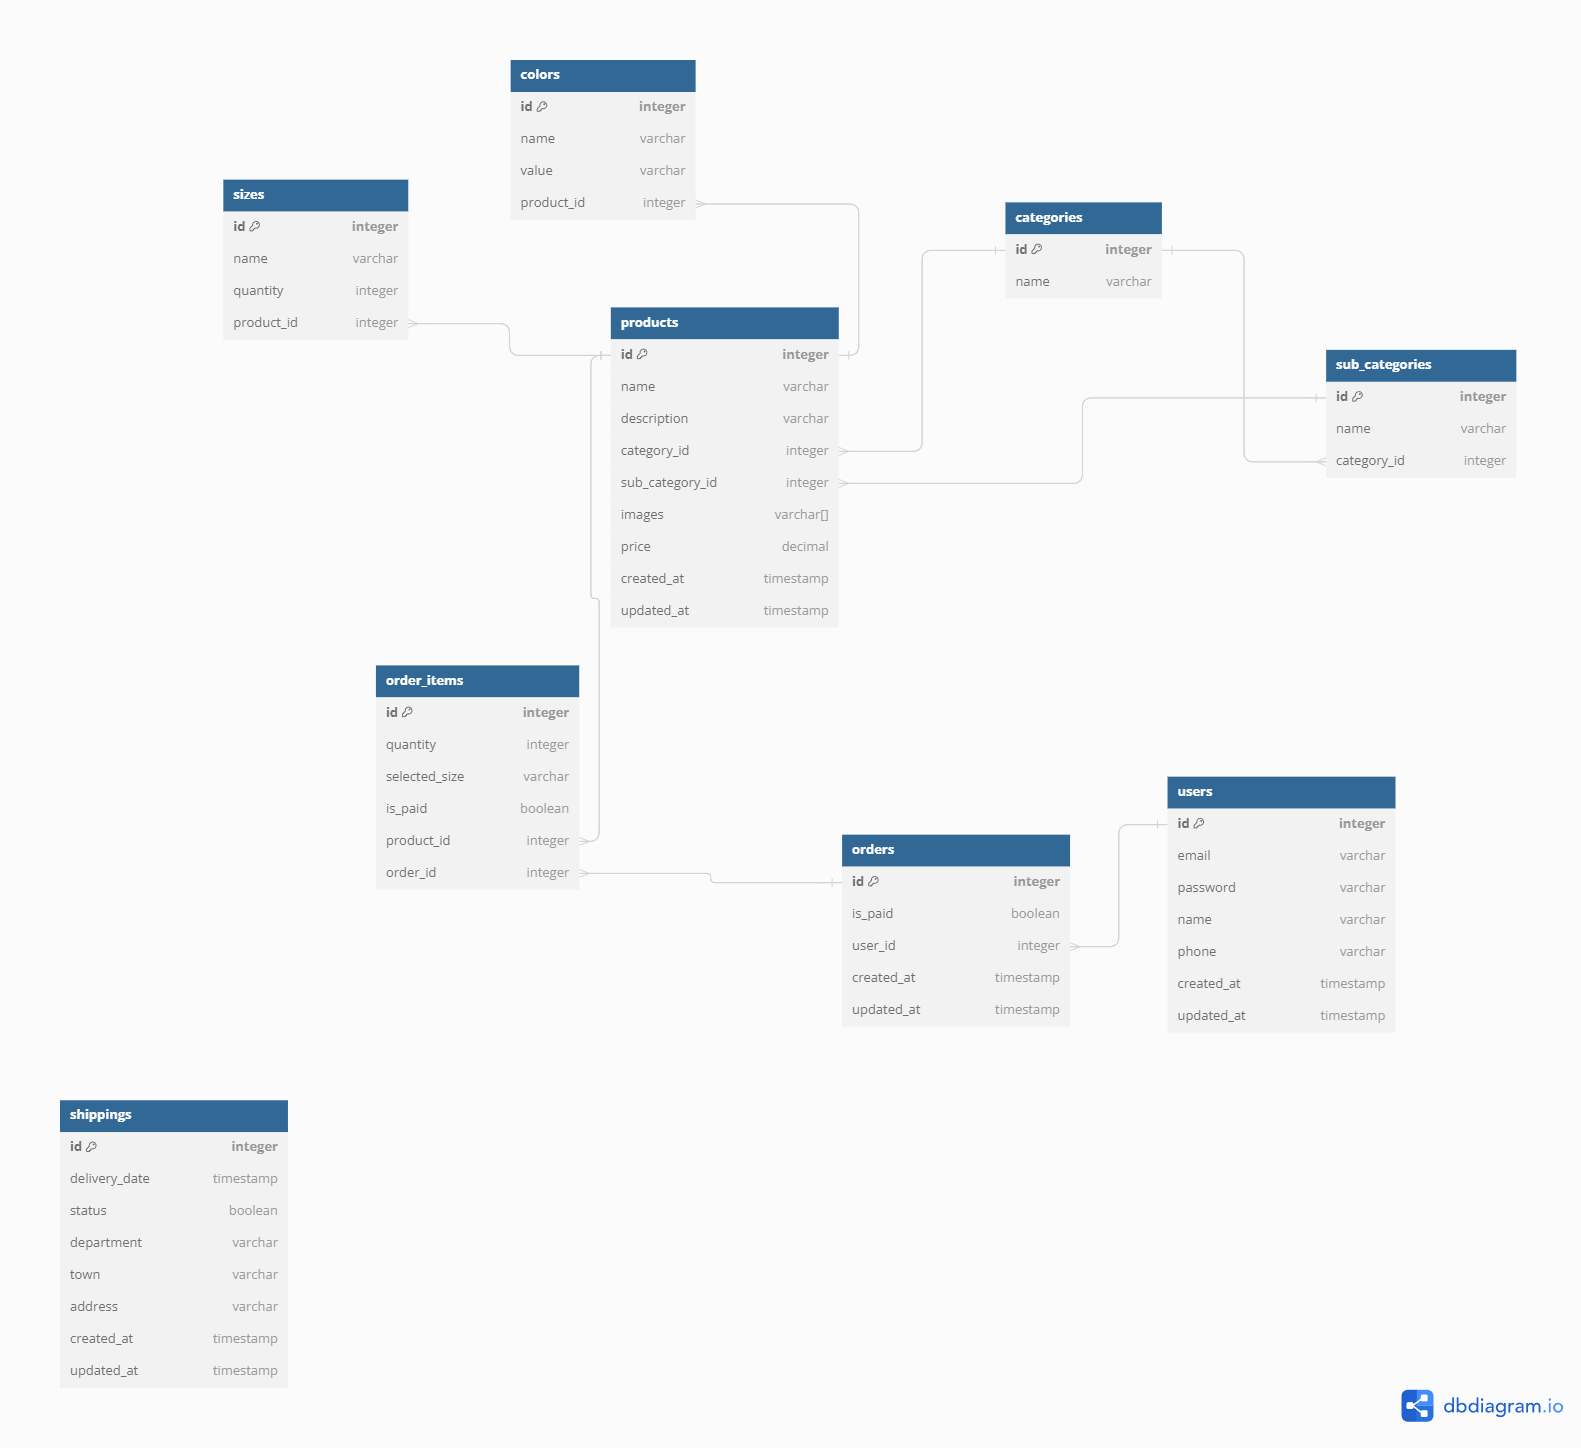 colors
id integer
name varchar
value varchar
product_id integer
sizes
id integer
name varchar
quantity integer
product_id integer
categories
id integer
name varchar
products
id integer
name varchar
description varchar
category_id integer
sub_category_id integer
images varchar[]
price decimal
created_at timestamp
updated_at timestamp
sub_categories
id integer
name varchar
category_id integer
order_items
id integer
quantity integer
selected_size varchar
is_paid boolean
product_id integer
order_id integer
users
id integer
email varchar
password varchar
name varchar
phone varchar
created_at timestamp
updated_at timestamp
orders
id integer
is_paid boolean
user_id integer
created_at timestamp
updated_at timestamp
shippings
id integer
delivery_date timestamp
status boolean
department varchar
town varchar
address varchar
created_at timestamp
updated_at timestamp
dbdiagram.io